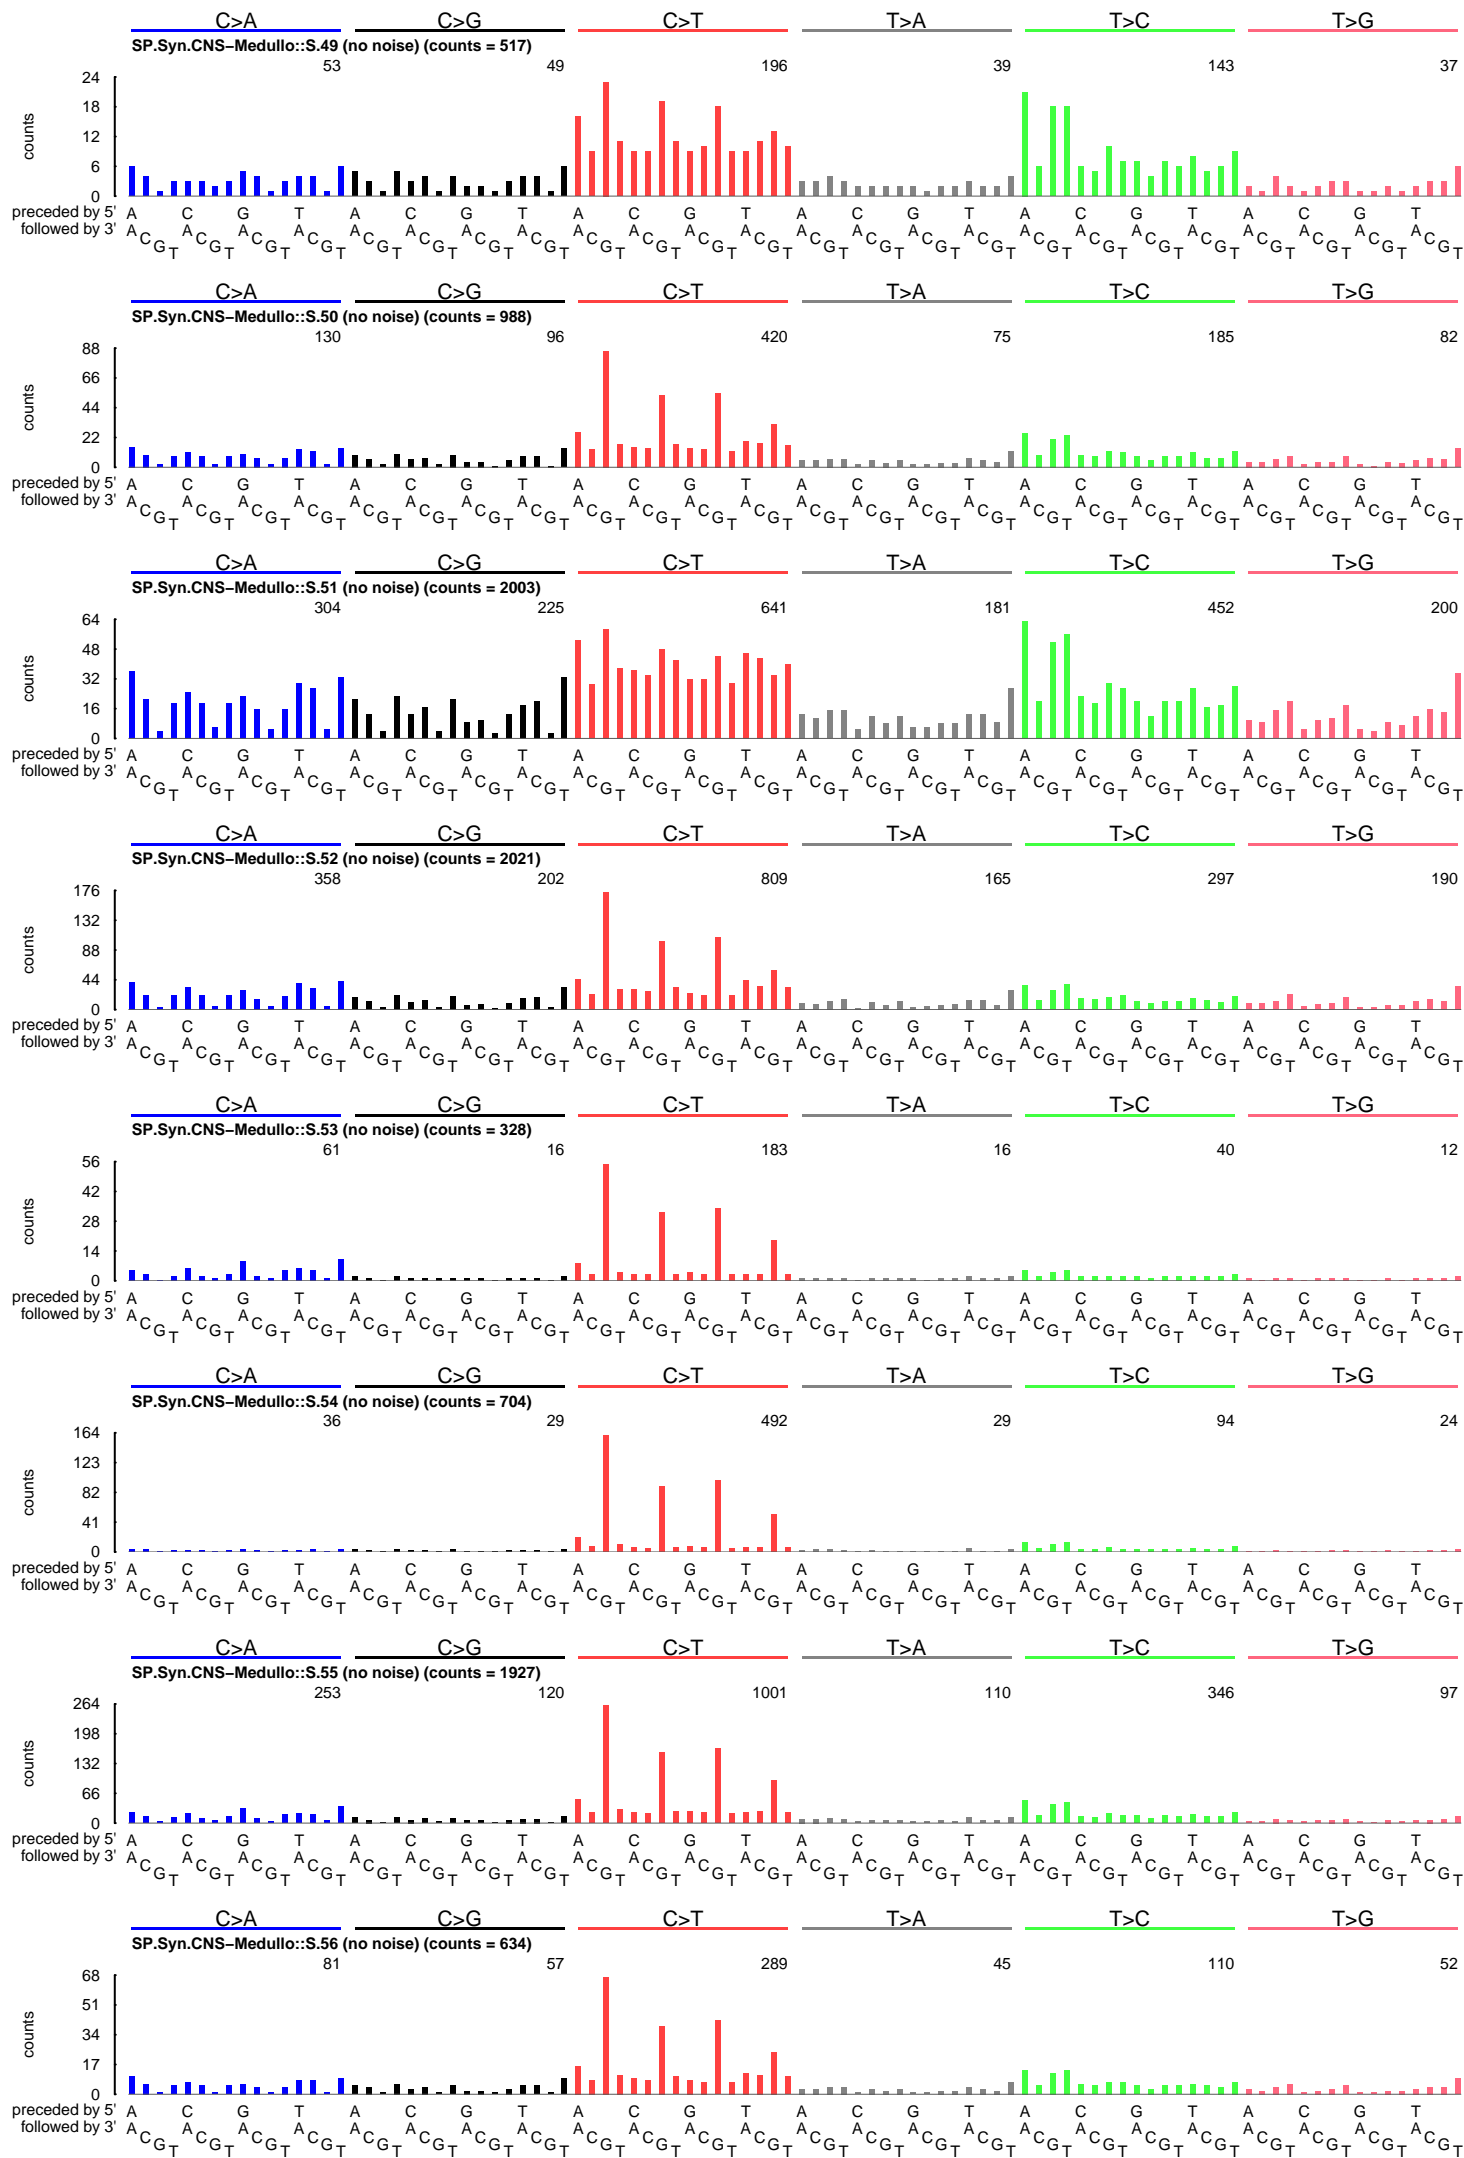 C>A C>G C>T T>A T>C T>G
SP.Syn.CNS–Medullo::S.49 (no noise) (counts = 517)
53 49 196 39 143 37
24
18
12
6
0
counts
preceded by 5' A C G T A C G T A C G T A C G T A C G T A C G T
followed by 3' A C G T A C G T A C G T A C G T A C G T A C G T A C G T A C G T A C G T A C G T A C G T A C G T A C G T A C G T A C G T A C G T A C G T A C G T A C G T A C G T A C G T A C G T A C G T A C G T
C>A C>G C>T T>A T>C T>G
SP.Syn.CNS–Medullo::S.50 (no noise) (counts = 988)
130 96 420 75 185 82
88
66
44
22
0
counts
preceded by 5' A C G T A C G T A C G T A C G T A C G T A C G T
followed by 3' A C G T A C G T A C G T A C G T A C G T A C G T A C G T A C G T A C G T A C G T A C G T A C G T A C G T A C G T A C G T A C G T A C G T A C G T A C G T A C G T A C G T A C G T A C G T A C G T
C>A C>G C>T T>A T>C T>G
SP.Syn.CNS–Medullo::S.51 (no noise) (counts = 2003)
304 225 641 181 452 200
64
48
32
16
0
counts
preceded by 5' A C G T A C G T A C G T A C G T A C G T A C G T
followed by 3' A C G T A C G T A C G T A C G T A C G T A C G T A C G T A C G T A C G T A C G T A C G T A C G T A C G T A C G T A C G T A C G T A C G T A C G T A C G T A C G T A C G T A C G T A C G T A C G T
C>A C>G C>T T>A T>C T>G
SP.Syn.CNS–Medullo::S.52 (no noise) (counts = 2021)
358 202 809 165 297 190
176
132
88
44
0
counts
preceded by 5' A C G T A C G T A C G T A C G T A C G T A C G T
followed by 3' A C G T A C G T A C G T A C G T A C G T A C G T A C G T A C G T A C G T A C G T A C G T A C G T A C G T A C G T A C G T A C G T A C G T A C G T A C G T A C G T A C G T A C G T A C G T A C G T
C>A C>G C>T T>A T>C T>G
SP.Syn.CNS–Medullo::S.53 (no noise) (counts = 328)
61 16 183 16 40 12
56
42
28
14
0
counts
preceded by 5' A C G T A C G T A C G T A C G T A C G T A C G T
followed by 3' A C G T A C G T A C G T A C G T A C G T A C G T A C G T A C G T A C G T A C G T A C G T A C G T A C G T A C G T A C G T A C G T A C G T A C G T A C G T A C G T A C G T A C G T A C G T A C G T
C>A C>G C>T T>A T>C T>G
SP.Syn.CNS–Medullo::S.54 (no noise) (counts = 704)
36 29 492 29 94 24
164
123
82
41
0
counts
preceded by 5' A C G T A C G T A C G T A C G T A C G T A C G T
followed by 3' A C G T A C G T A C G T A C G T A C G T A C G T A C G T A C G T A C G T A C G T A C G T A C G T A C G T A C G T A C G T A C G T A C G T A C G T A C G T A C G T A C G T A C G T A C G T A C G T
C>A C>G C>T T>A T>C T>G
SP.Syn.CNS–Medullo::S.55 (no noise) (counts = 1927)
253 120 1001 110 346 97
264
198
132
66
0
counts
preceded by 5' A C G T A C G T A C G T A C G T A C G T A C G T
followed by 3' A C G T A C G T A C G T A C G T A C G T A C G T A C G T A C G T A C G T A C G T A C G T A C G T A C G T A C G T A C G T A C G T A C G T A C G T A C G T A C G T A C G T A C G T A C G T A C G T
C>A C>G C>T T>A T>C T>G
SP.Syn.CNS–Medullo::S.56 (no noise) (counts = 634)
81 57 289 45 110 52
68
51
34
17
0
counts
preceded by 5' A C G T A C G T A C G T A C G T A C G T A C G T
followed by 3' A C G T A C G T A C G T A C G T A C G T A C G T A C G T A C G T A C G T A C G T A C G T A C G T A C G T A C G T A C G T A C G T A C G T A C G T A C G T A C G T A C G T A C G T A C G T A C G T